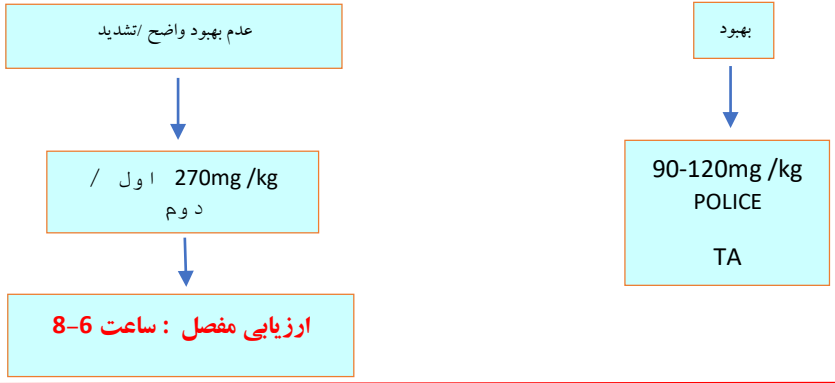 عدم بهبود واضح /تشدید
بهبود
270mg /kg اول /
دوم
90-120mg /kg
POLICE
TA
ارزیابی مفصل : ساعت 6-8